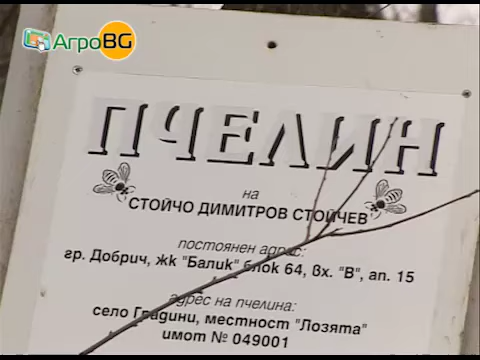 АгроBG
ПЧЕЛИН
на
СТОЙЧО ДИМИТРОВ СТОЙЧЕВ
постоянен адрес:
гр. Добрич, жк "Балик" блок 64, вх. "В", ап. 15
адрес на пчелина:
село Градини, местност "Лозята"
имот № 049001